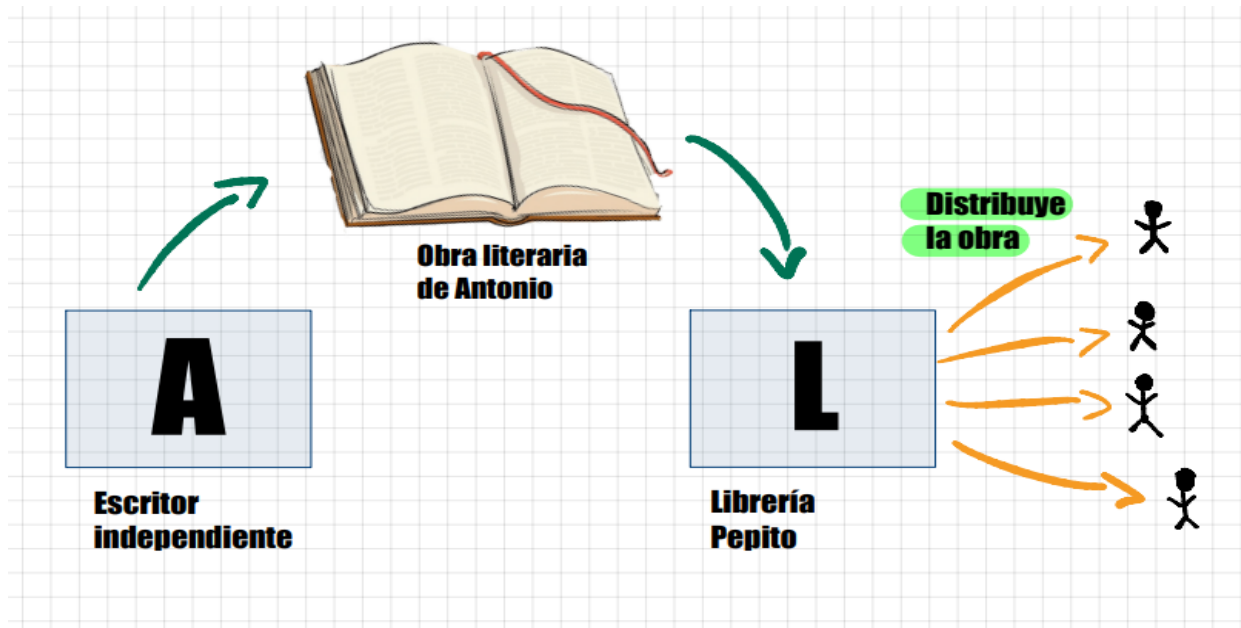 Obra literaria
de Antonio
Distribuye
la obra
A
L
Escritor
independiente
Librería
Pepito